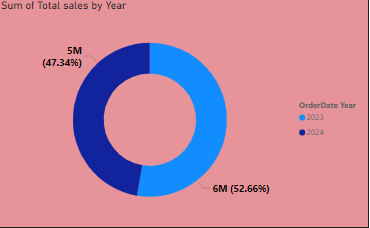 Sum of Total sales by Year
5M
(47.34%)
OrderDate Year
2023
2024
6M (52.66%)